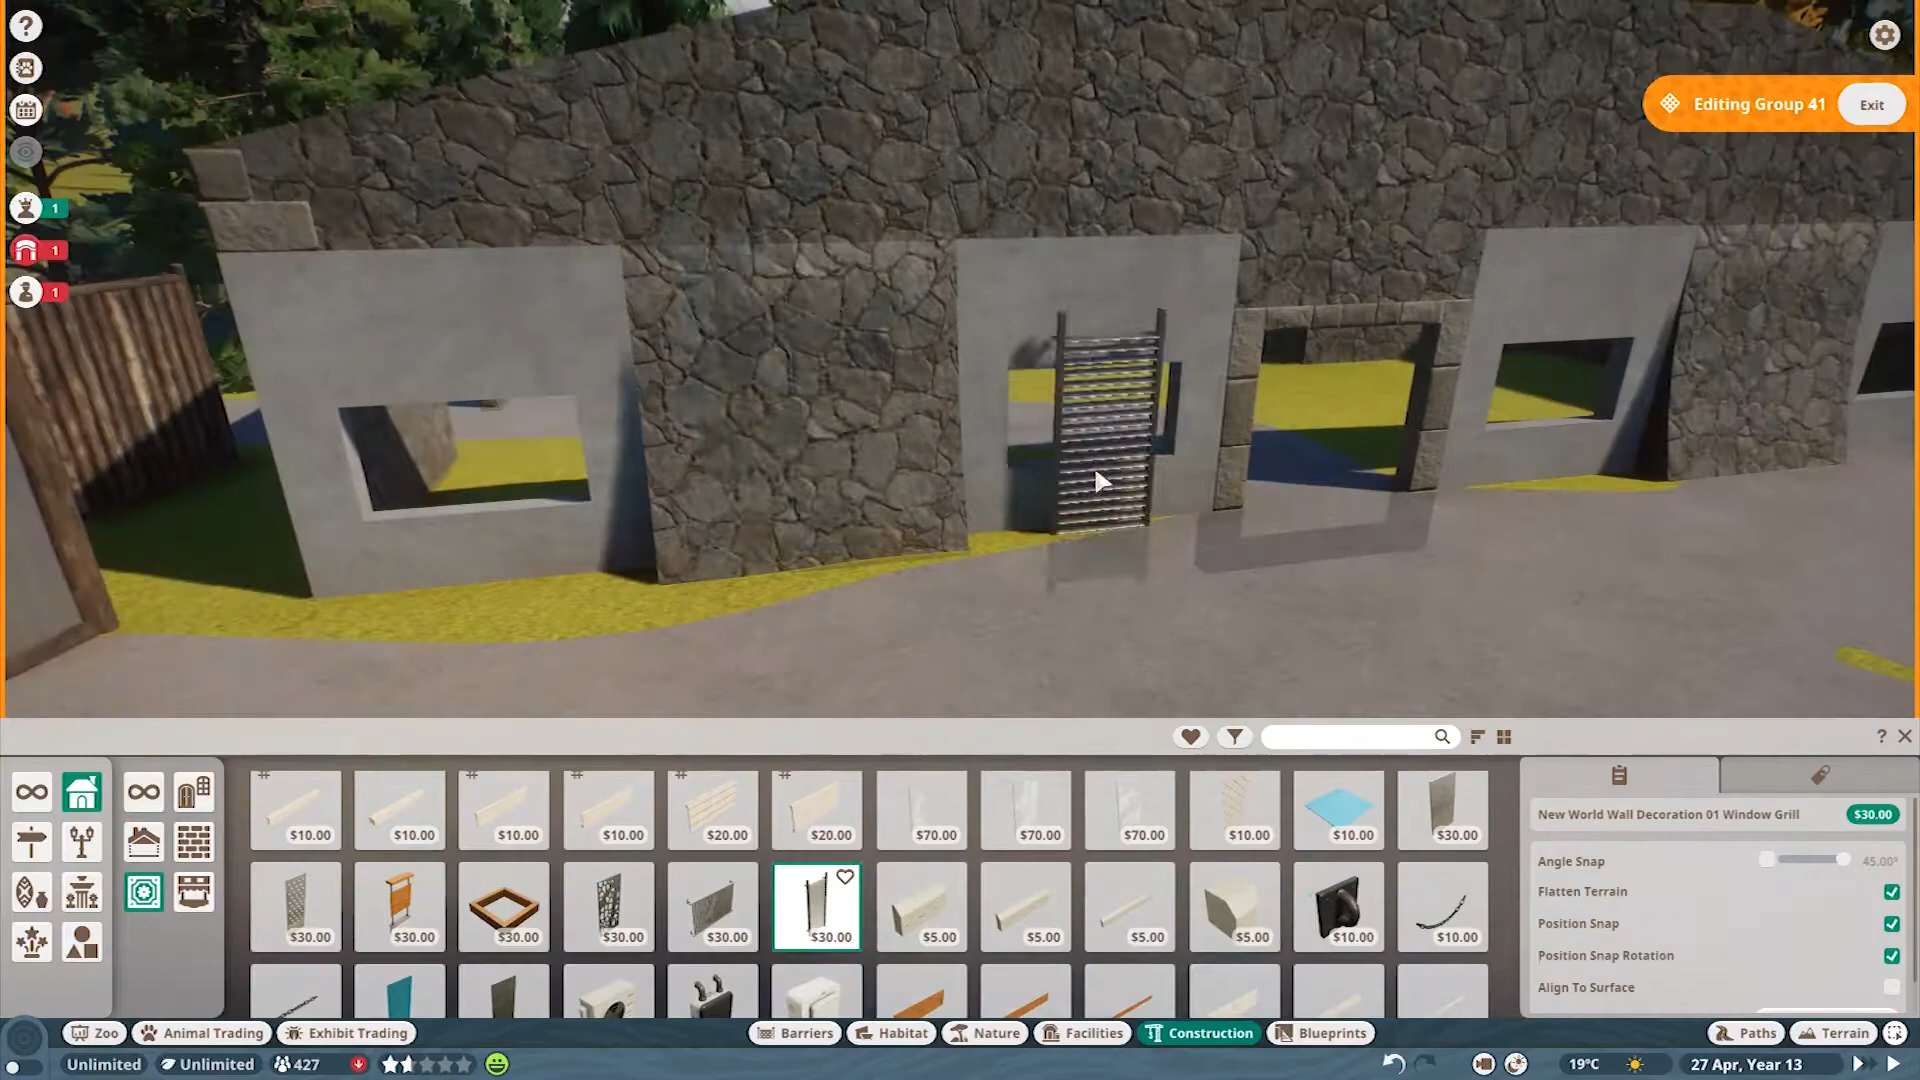 ?
Editing Group 41 Exit
1
1
1
? ×
# # # # #
$10.00 $10.00 $10.00 $10.00 $20.00 $20.00 $70.00 $70.00 $70.00 $10.00 $10.00 $30.00
$30.00 $30.00 $30.00 $30.00 $30.00 $30.00 $5.00 $5.00 $5.00 $5.00 $10.00 $10.00
New World Wall Decoration 01 Window Grill $30.00
Angle Snap 45.00°
Flatten Terrain
Position Snap
Position Snap Rotation
Align To Surface
Zoo Animal Trading Exhibit Trading Barriers Habitat Nature Facilities Construction Blueprints Paths Terrain
Unlimited Unlimited 427 19°C 27 Apr, Year 13